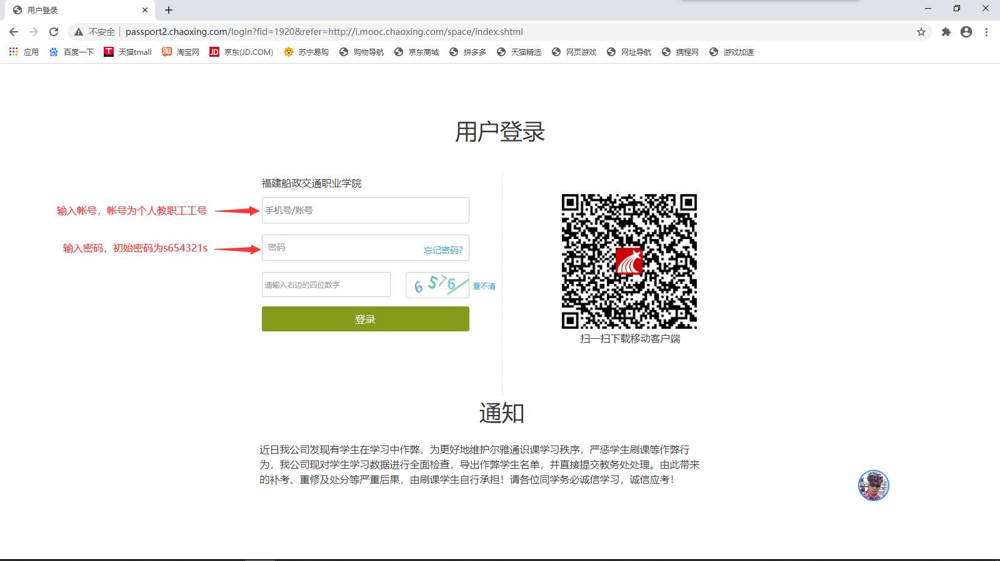 用户登录
不安全 | passport2.chaoxing.com/login?fid=1920&refer=http://i.mooc.chaoxing.com/space/index.shtml
应用 百度一下 T 天猫tmall 淘 淘宝网 JD 京东(JD.COM) 苏宁易购 购物导航 京东商城 拼多多 天猫精选 网页游戏 网址导航 携程网 游戏加速
用户登录
福建船政交通职业学院
输入帐号，帐号为个人教职工工号
手机号/账号
输入密码，初始密码为s654321s
密码
忘记密码?
请输入右边的四位数字
6576
看不清
登录
扫一扫下载移动客户端
通知
近日我公司发现有学生在学习中作弊，为更好地维护尔雅通识课学习秩序，严惩学生刷课等作弊行
为，我公司现对学生学习数据进行全面检查，导出作弊学生名单，并直接提交教务处处理。由此带来
的补考、重修及处分等严重后果，由刷课学生自行承担！请各位同学务必诚信学习，诚信应考！